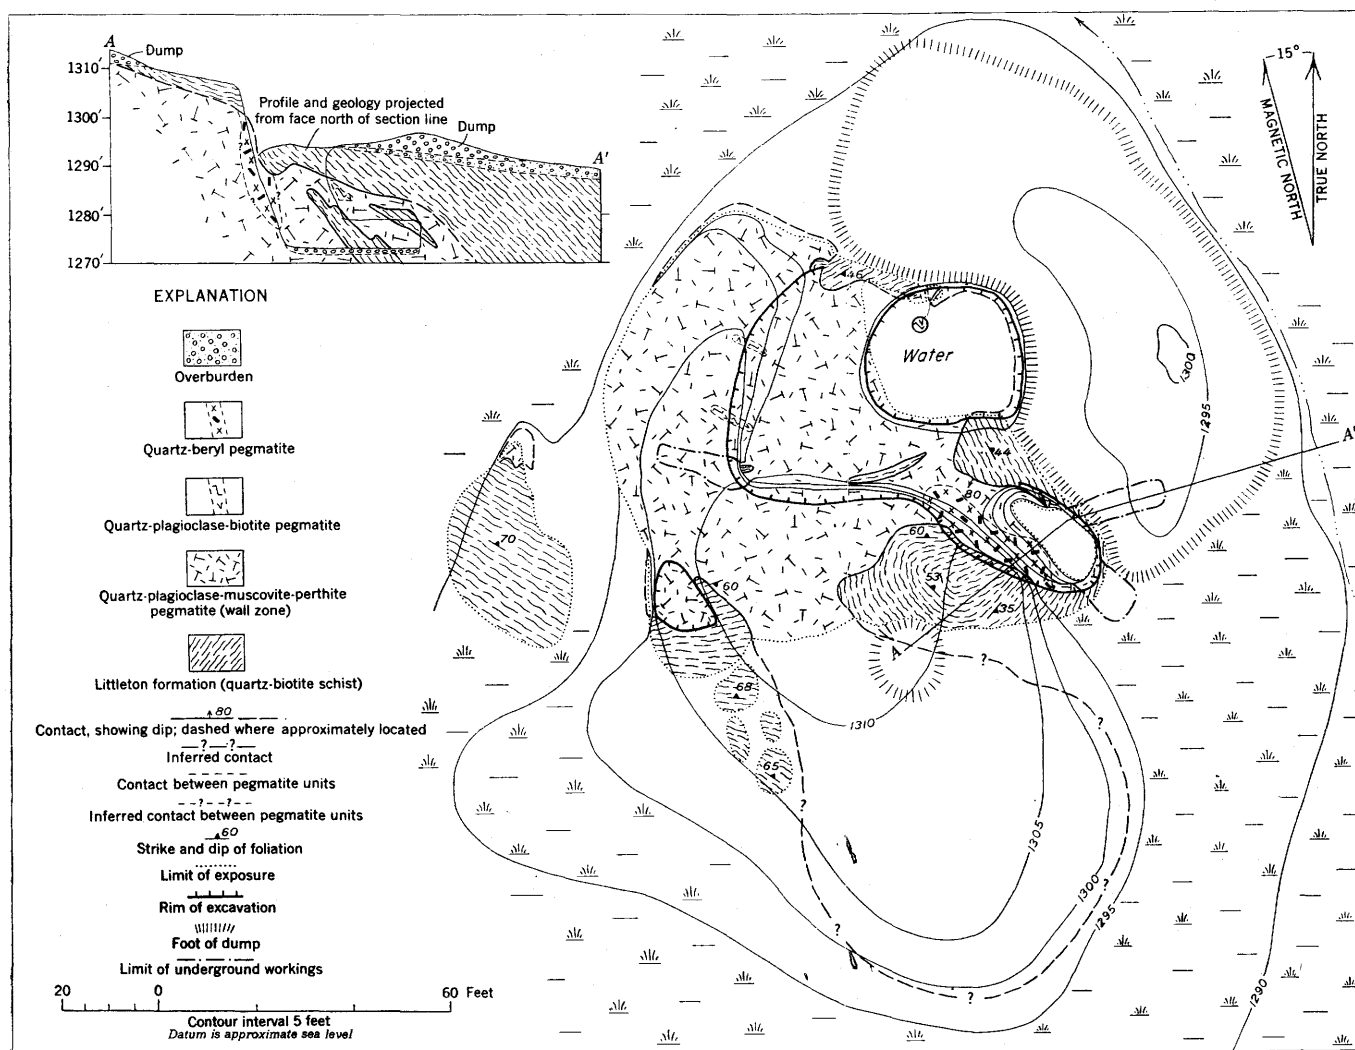 A
Dump
1310'
1300'
1290'
1280'
1270'
Profile and geology projected
from face north of section line
Dump
A'
?
?
EXPLANATION
Overburden
Quartz-beryl pegmatite
Quartz-plagioclase-biotite pegmatite
Quartz-plagioclase-muscovite-perthite
pegmatite (wall zone)
Littleton formation (quartz-biotite schist)
80
Contact, showing dip; dashed where approximately located
?
?
Inferred contact
Contact between pegmatite units
?
?
Inferred contact between pegmatite units
60
Strike and dip of foliation
Limit of exposure
Rim of excavation
Foot of dump
Limit of underground workings
20
0
60 Feet
Contour interval 5 feet
Datum is approximate sea level
15°
MAGNETIC NORTH
TRUE NORTH
46
Water
1300
1295
A'
44
80
70
60
60
53
35
A
?
68
1310
?
65
?
1305
1300
?
1295
?
?
1290